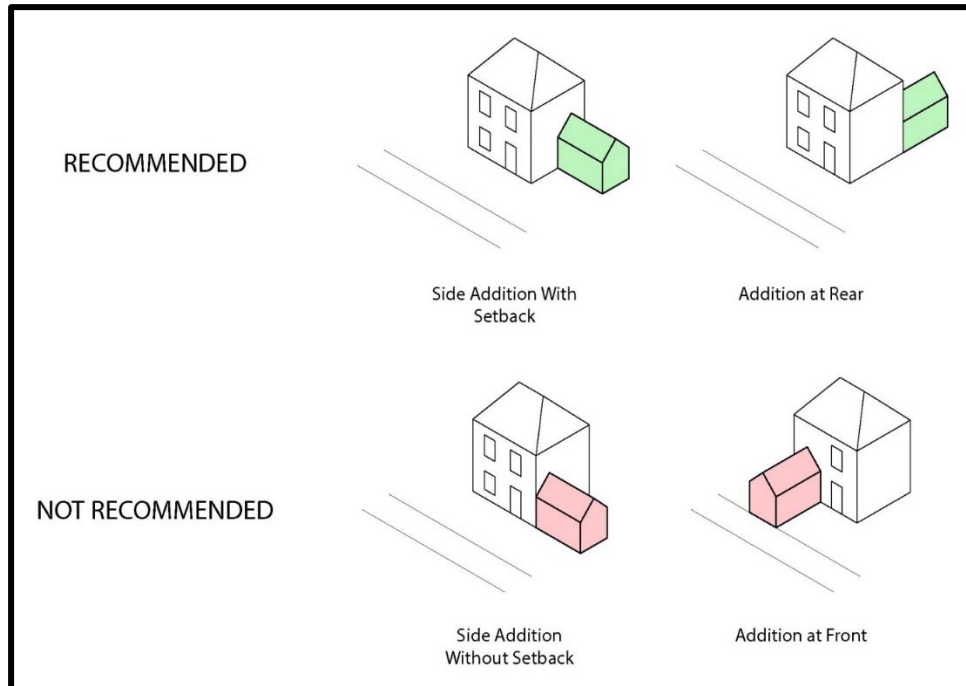 RECOMMENDED
Side Addition With
Setback
Addition at Rear
NOT RECOMMENDED
Side Addition
Without Setback
Addition at Front